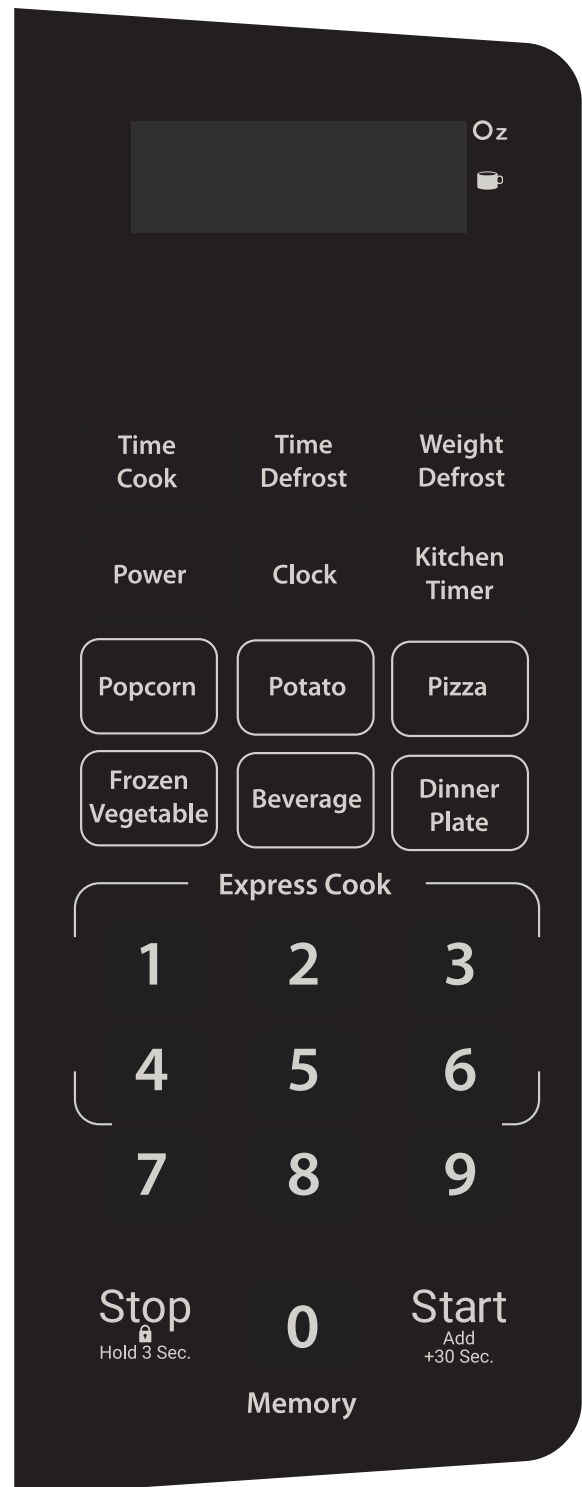 Oz
Time Cook
Time Defrost
Weight Defrost
Power
Clock
Kitchen Timer
Popcorn
Potato
Pizza
Frozen Vegetable
Beverage
Dinner Plate
Express Cook
1 2 3
4 5 6
7 8 9
Stop
Hold 3 Sec.
0
Memory
Start
Add
+30 Sec.